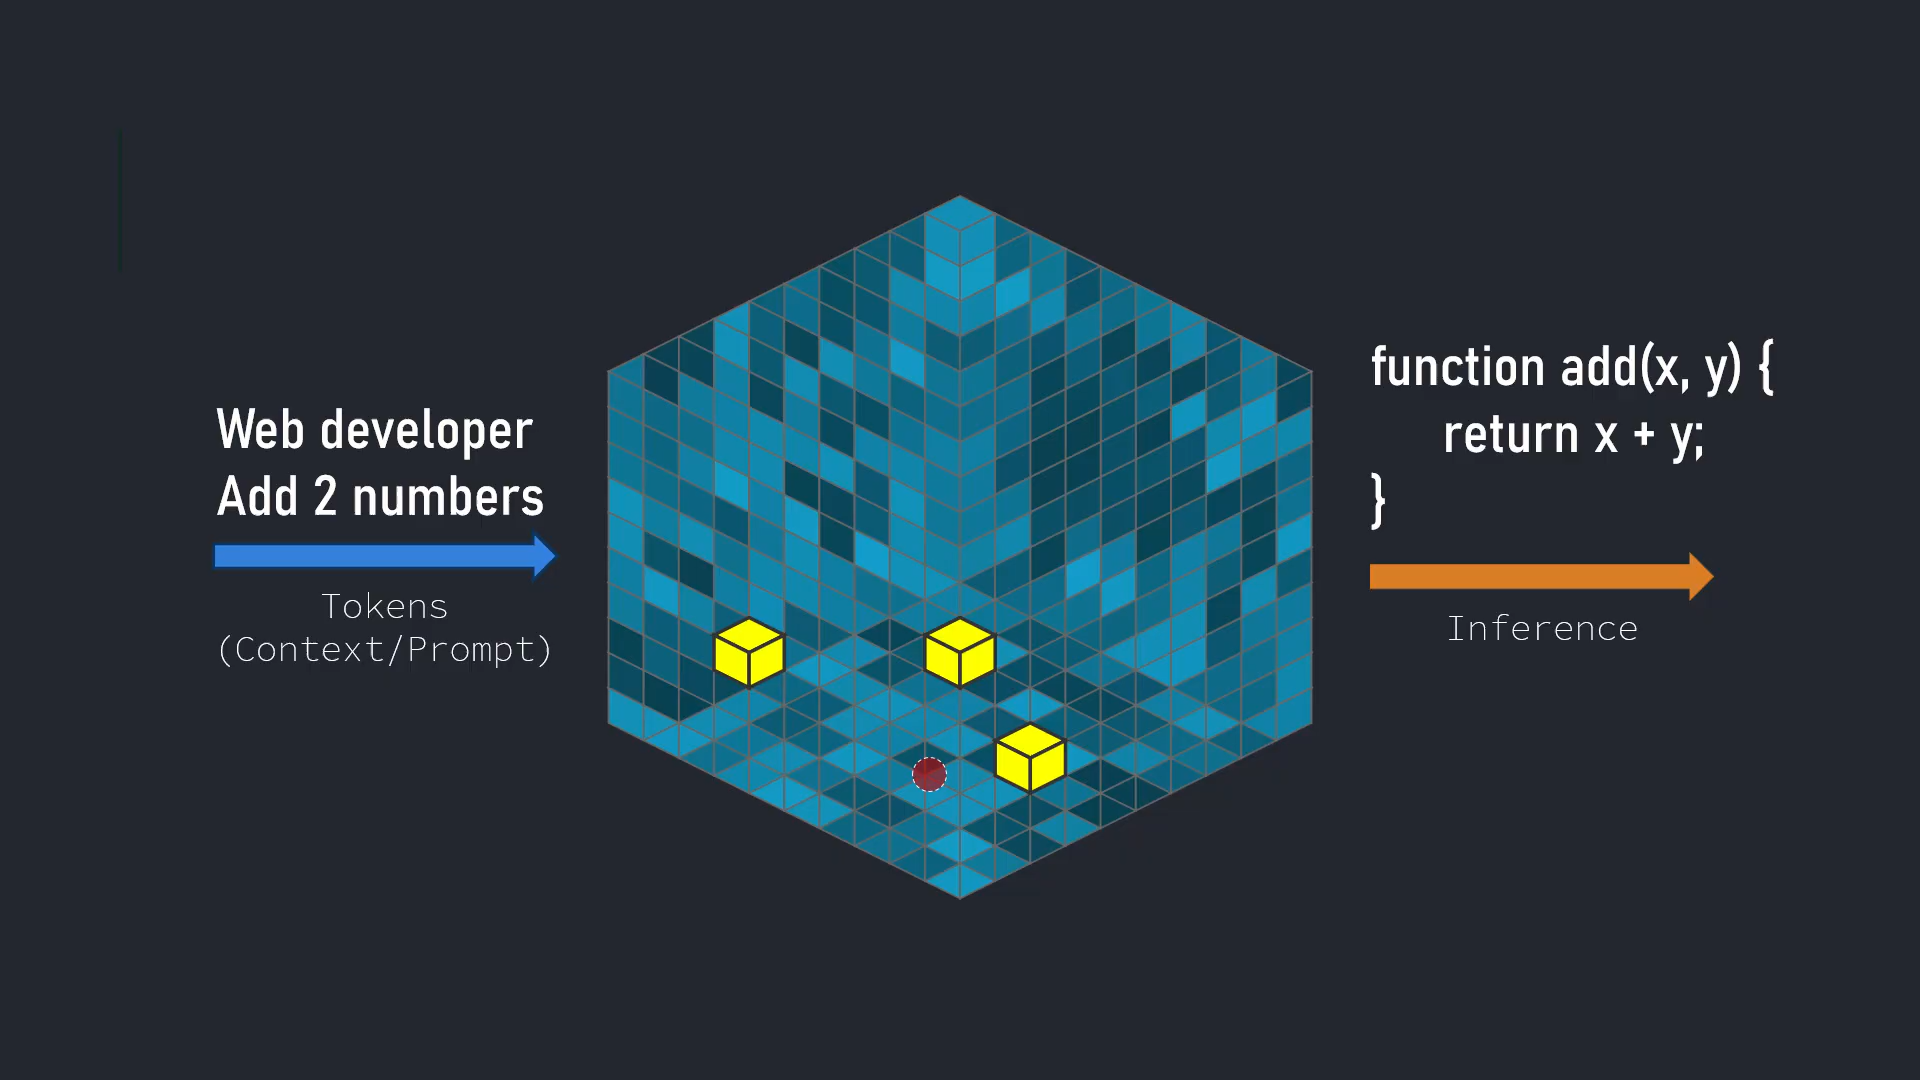 Web developer
Add 2 numbers
Tokens
(Context/Prompt)
function add(x, y) {
return x + y;
}
Inference